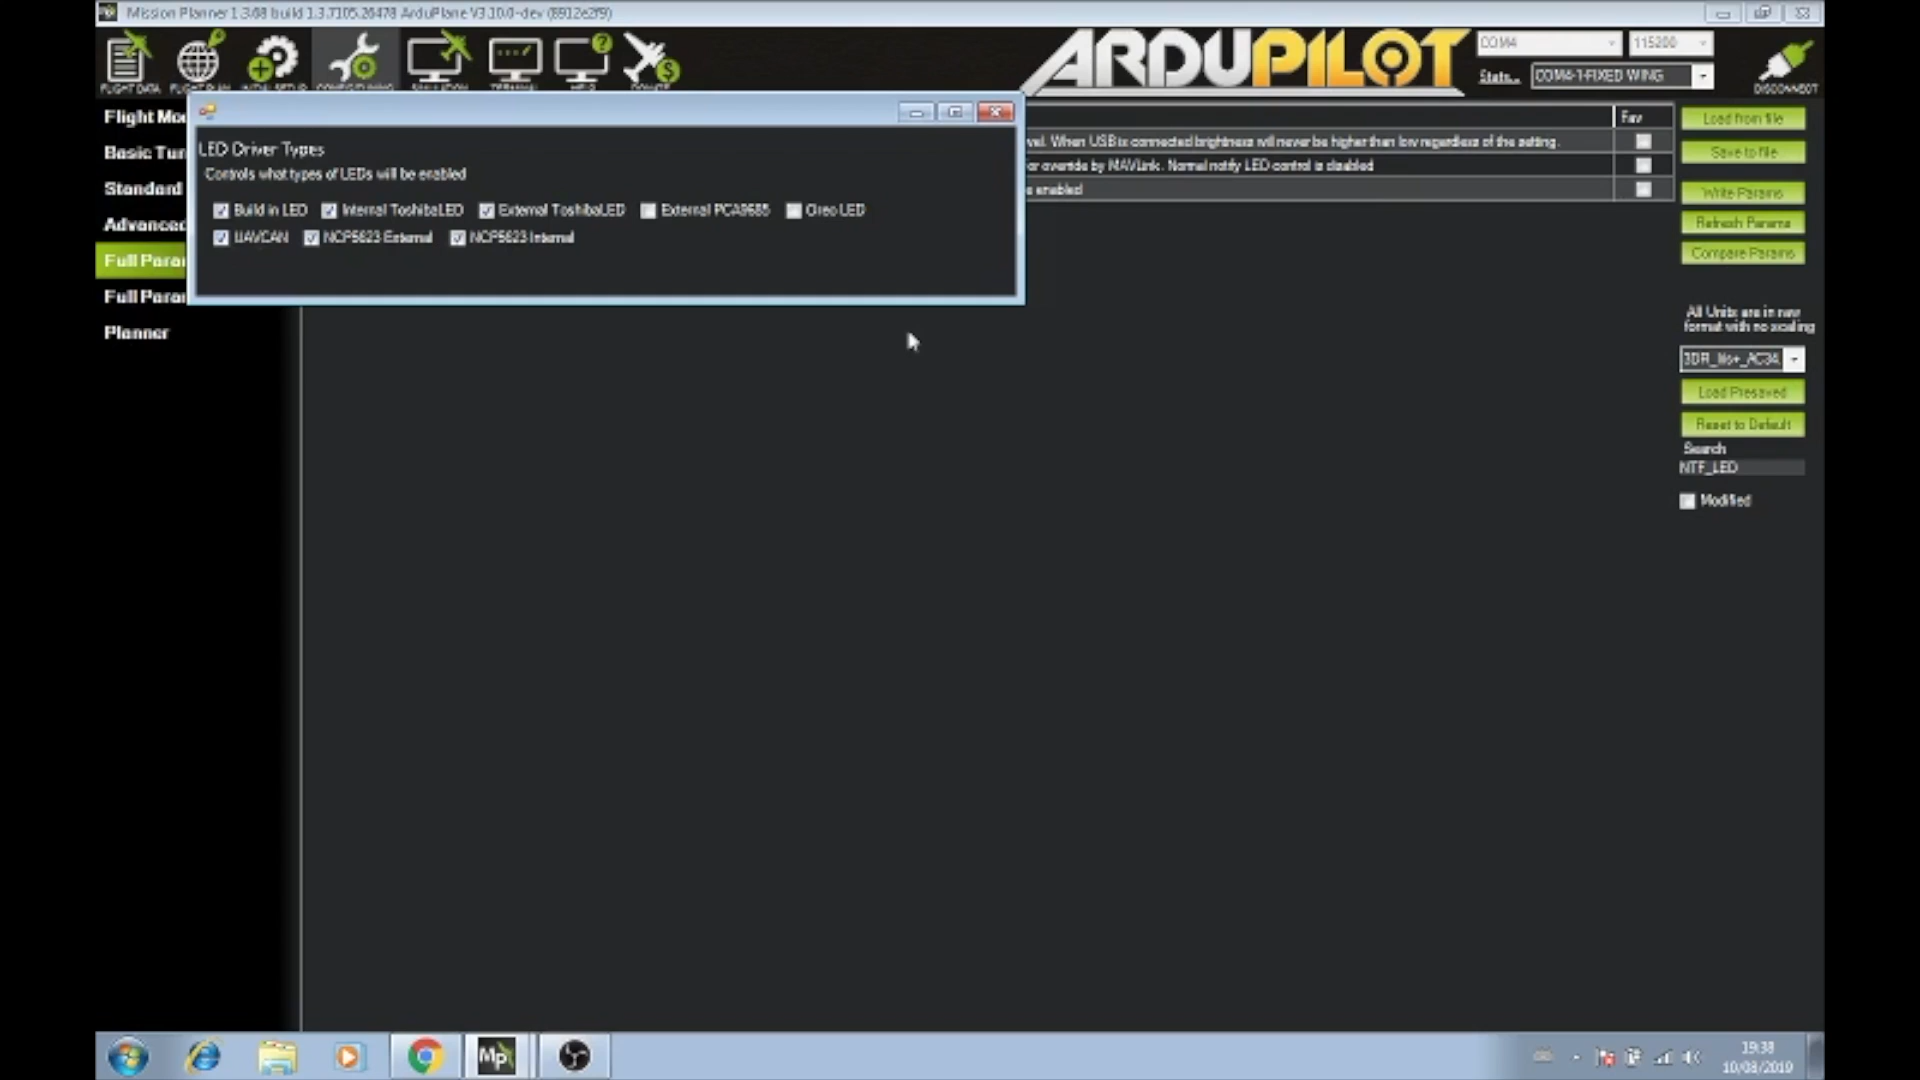 Mission Planner 1.3.68 build 1.3.7105.26478 ArduPlane V3.10.0-dev (8912e2f9)
FLIGHT DATA
ARDUPILOT
COM4
115200
Stats...
COM4-1-FIXED WING
DISCONNECT
Flight Mo
Basic Tun
Standard
Advanced
Full Para
Full Para
Planner
LED Driver Types
Controls what types of LEDs will be enabled
Build in LED Internal ToshibaLED External ToshibaLED External PCA9685 Oreo LED
UAVCAN NCP5623 External NCP5623 Internal
Fav
vel. When USB is connected brightness will never be higher than low regardless of the setting.
or override by MAVLink. Normal notify LED control is disabled
e enabled
Load from file
Save to file
Write Params
Refresh Params
Compare Params
All Units are in raw
format with no scaling
Load Presaved
Reset to Default
Search
NTF_LED
Modified
Mp
19:38
10/08/2019